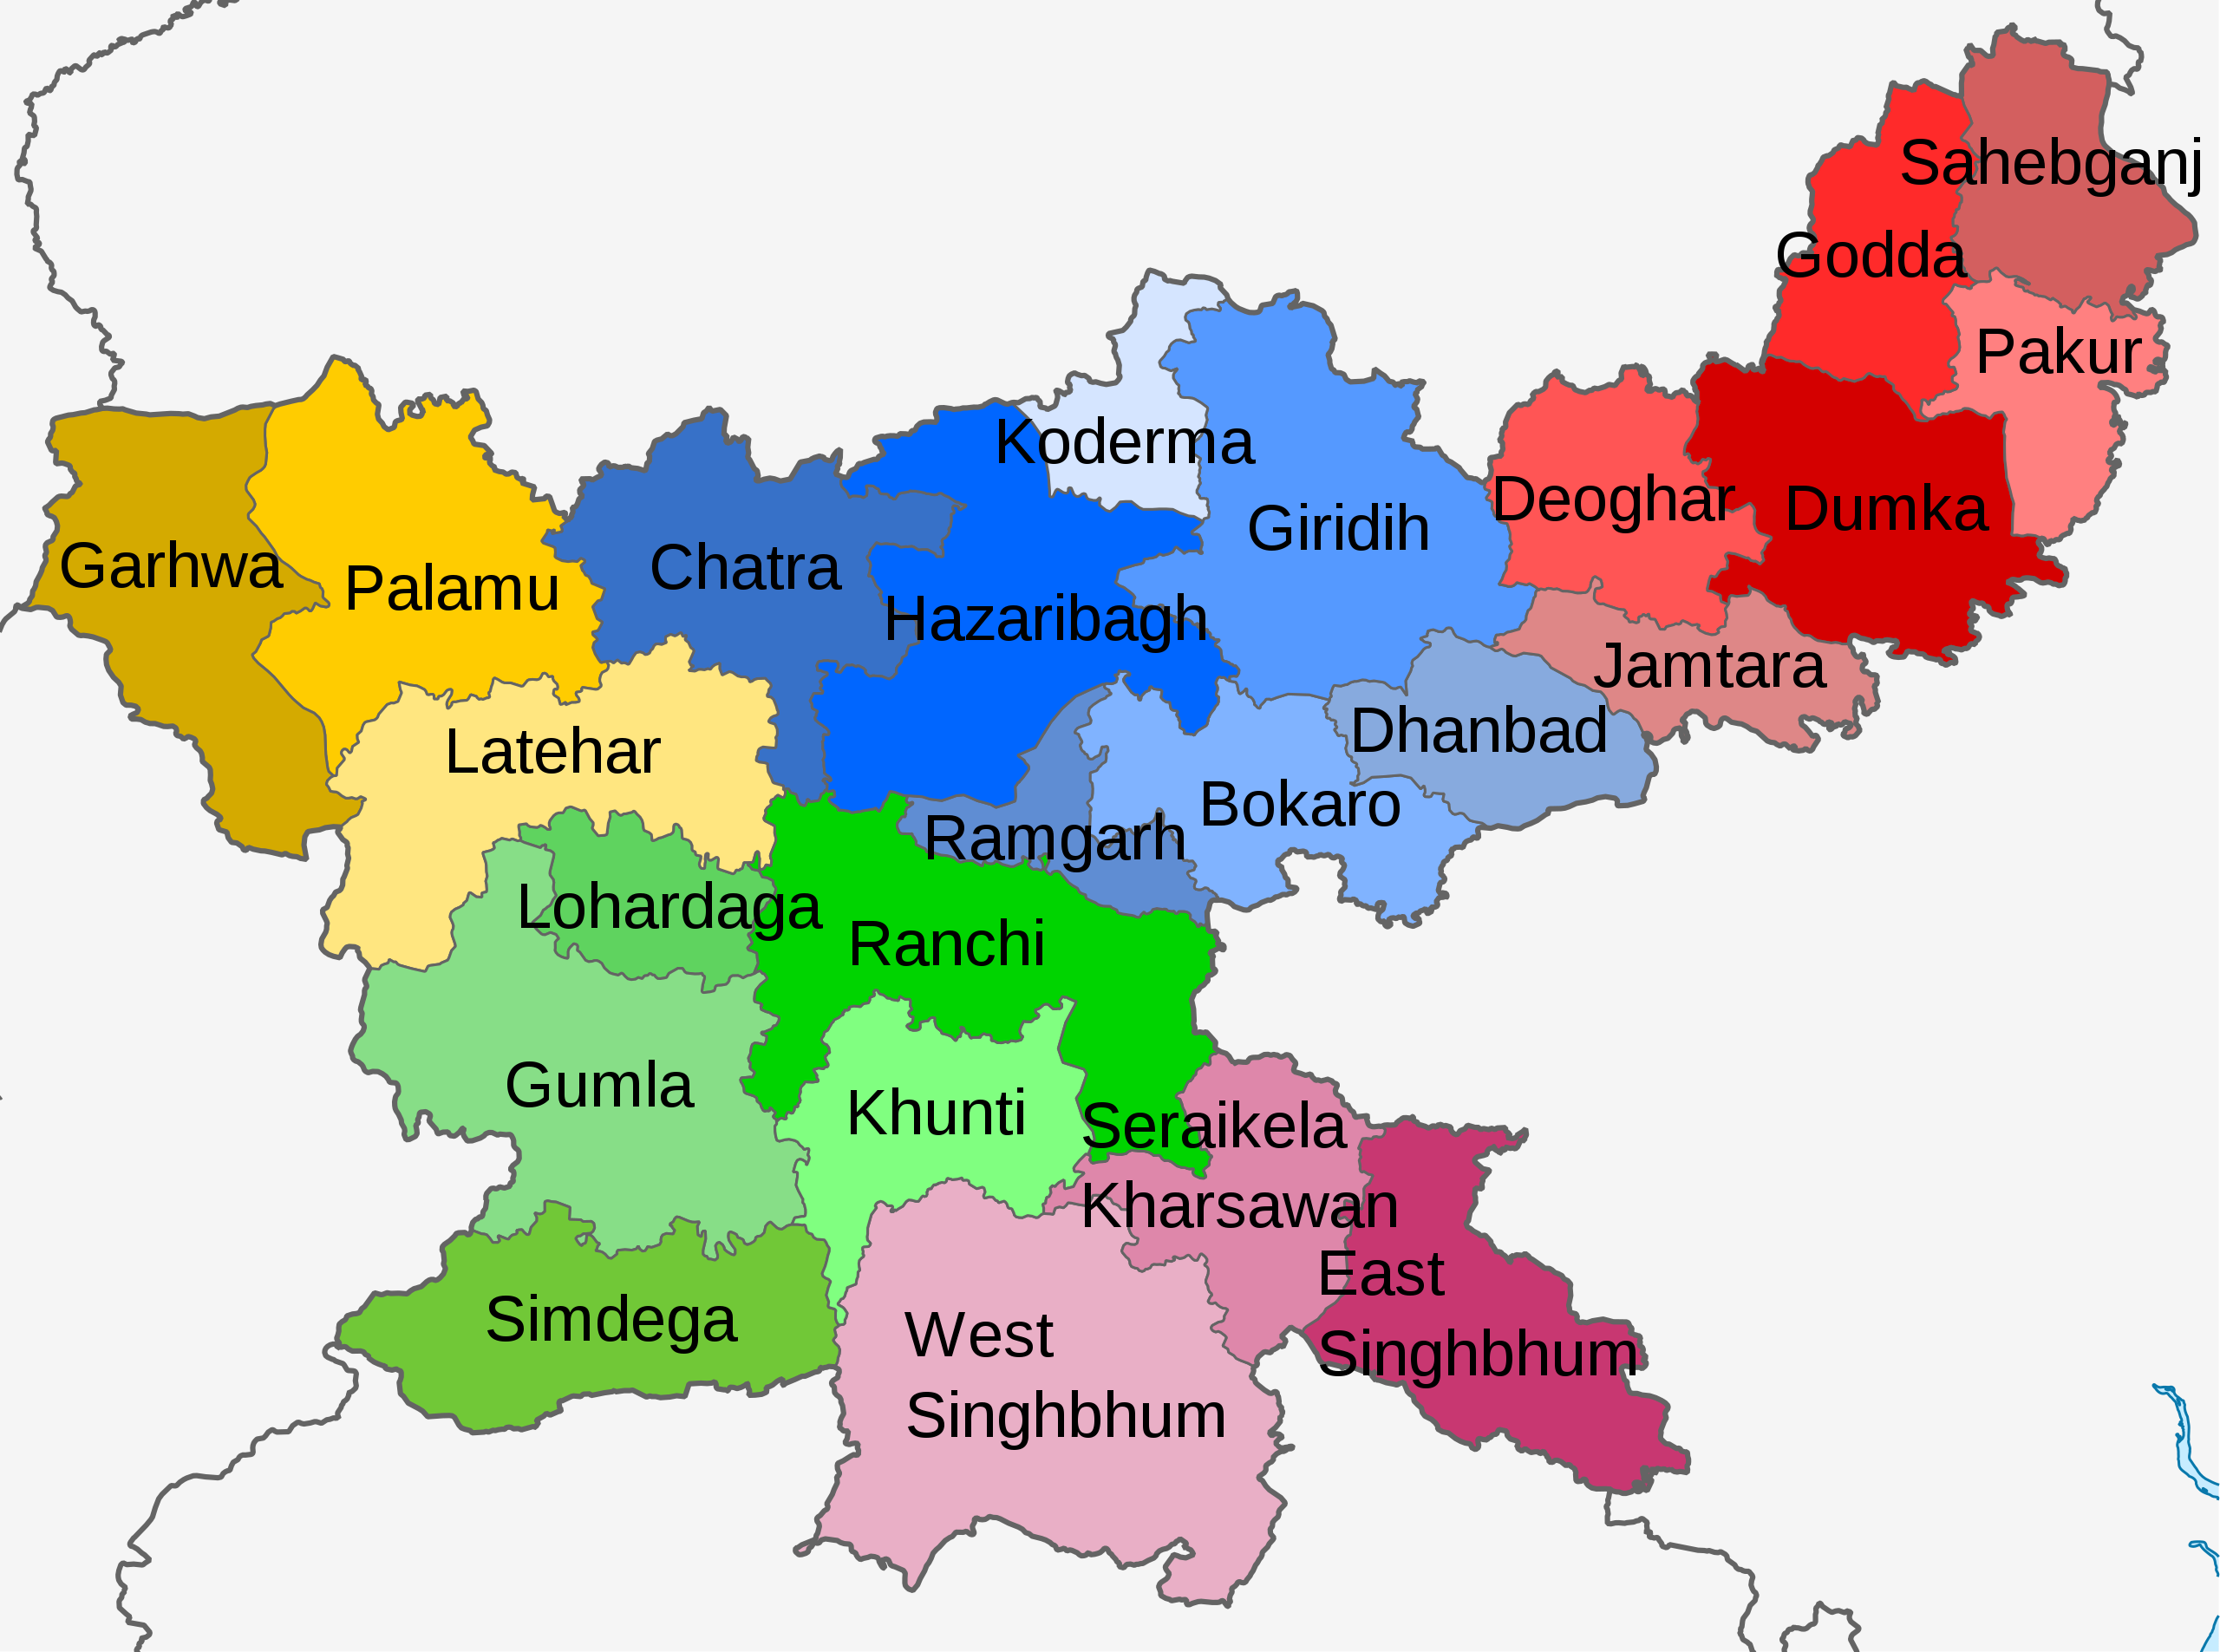 Sahebganj
Godda
Pakur
Koderma
Deoghar
Dumka
Giridih
Garhwa
Palamu
Chatra
Hazaribagh
Jamtara
Latehar
Dhanbad
Bokaro
Ramgarh
Lohardaga
Ranchi
Gumla
Khunti
Seraikela
Kharsawan
East
Singhbhum
Simdega
West
Singhbhum